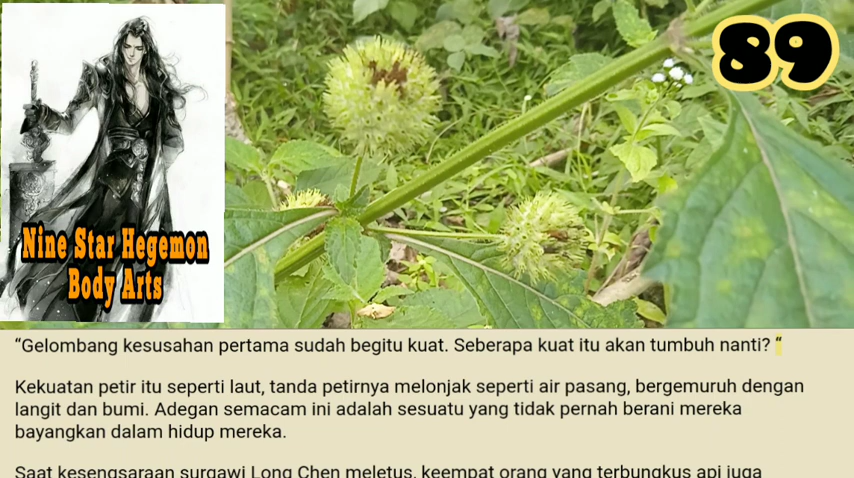 89
Nine Star Hegemon
Body Arts
“Gelombang kesusahan pertama sudah begitu kuat. Seberapa kuat itu akan tumbuh nanti? “
Kekuatan petir itu seperti laut, tanda petirnya melonjak seperti air pasang, bergemuruh dengan
langit dan bumi. Adegan semacam ini adalah sesuatu yang tidak pernah berani mereka
bayangkan dalam hidup mereka.
Saat kesengsaraan surgawi Long Chen meletus, keempat orang yang terbungkus api juga